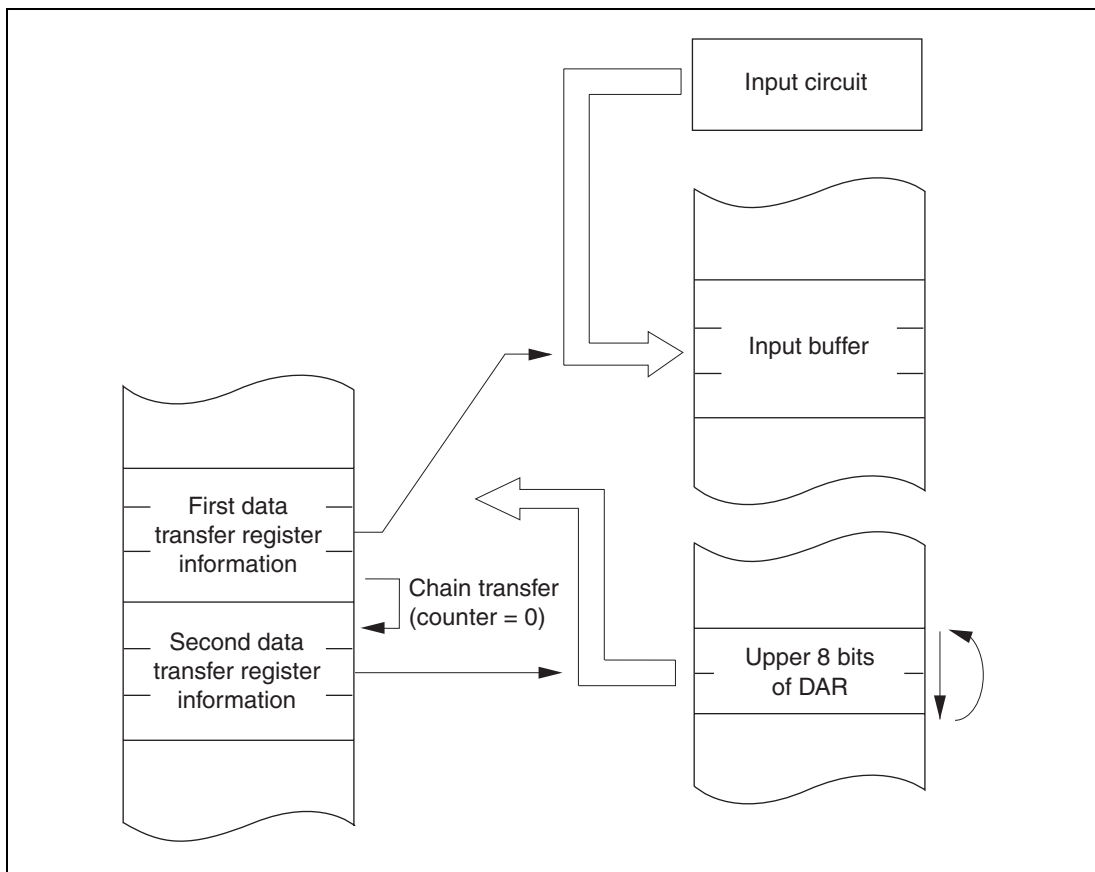 Input circuit
Input buffer
First data
transfer register
information
Chain transfer
(counter = 0)
Second data
transfer register
information
Upper 8 bits
of DAR